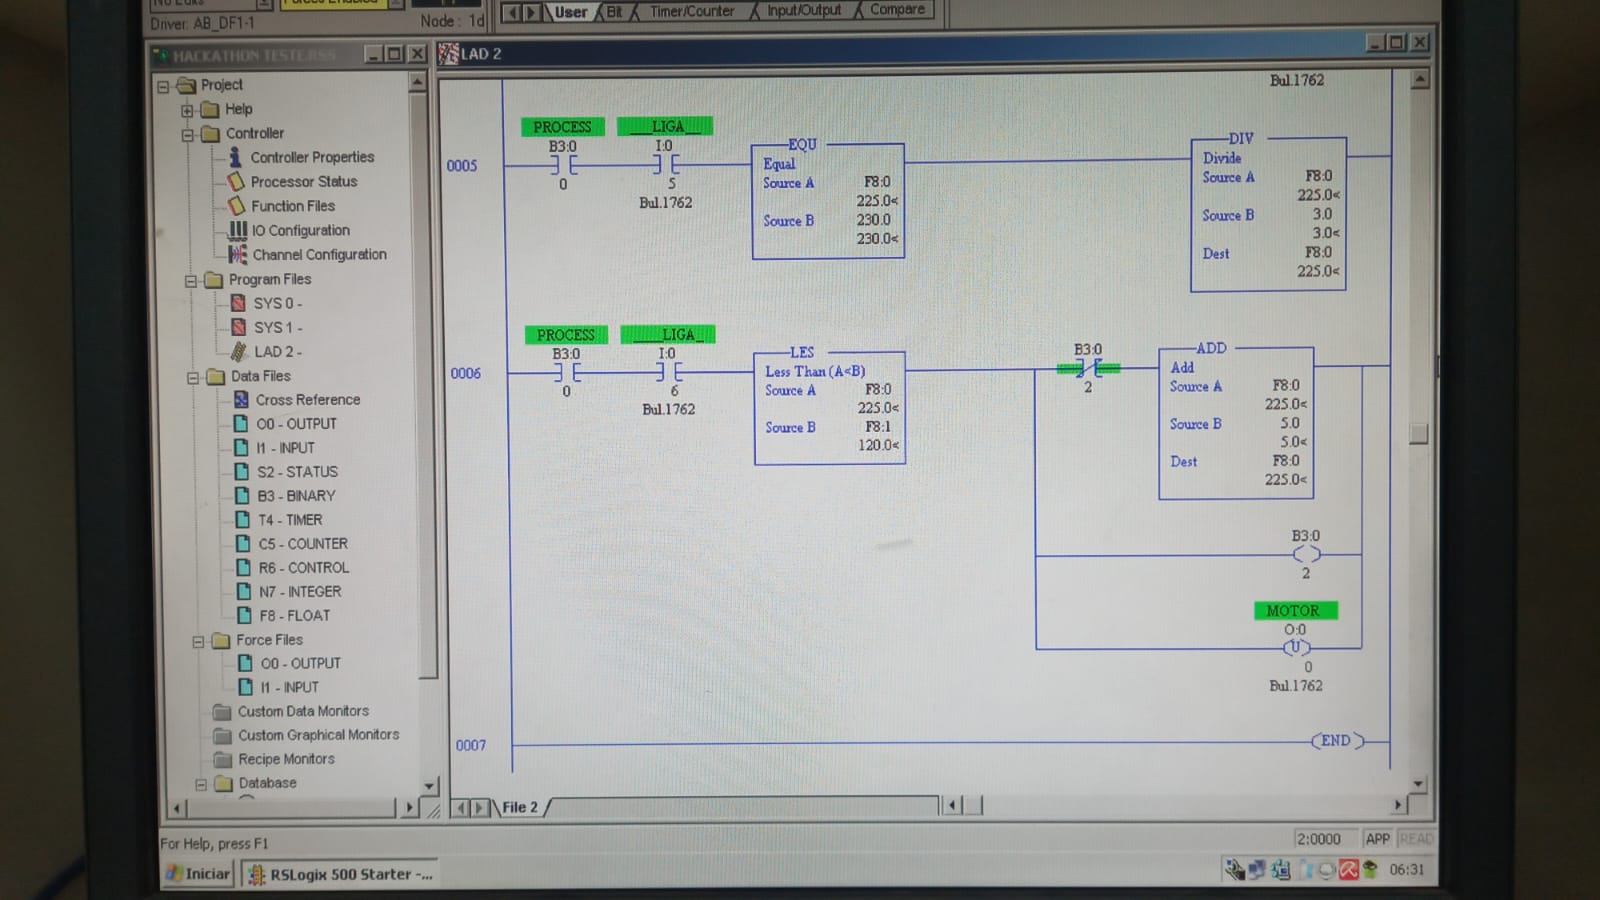 Driver: AB_DF1-1
Node: 1d
User
Bit
Timer/Counter
Input/Output
Compare
HACKATHON TESTE.RSS
LAD 2
Project
Help
Controller
Controller Properties
Processor Status
Function Files
IO Configuration
Channel Configuration
Program Files
SYS 0 -
SYS 1 -
LAD 2 -
Data Files
Cross Reference
O0 - OUTPUT
I1 - INPUT
S2 - STATUS
B3 - BINARY
T4 - TIMER
C5 - COUNTER
R6 - CONTROL
N7 - INTEGER
F8 - FLOAT
Force Files
O0 - OUTPUT
I1 - INPUT
Custom Data Monitors
Custom Graphical Monitors
Recipe Monitors
Database
Bul.1762
0005
PROCESS
B3:0
0
__LIGA__
I:0
5
Bul.1762
EQU
Equal
Source A F8:0
225.0<
Source B 230.0
230.0<
DIV
Divide
Source A F8:0
225.0<
Source B 3.0
3.0<
Dest F8:0
225.0<
0006
PROCESS
B3:0
0
____LIGA_
I:0
6
Bul.1762
LES
Less Than (A<B)
Source A F8:0
225.0<
Source B F8:1
120.0<
B3:0
2
ADD
Add
Source A F8:0
225.0<
Source B 5.0
5.0<
Dest F8:0
225.0<
B3:0
2
MOTOR
O:0
U
0
Bul.1762
0007
END
File 2
For Help, press F1
2:0000
APP
READ
Iniciar
RSLogix 500 Starter -...
06:31